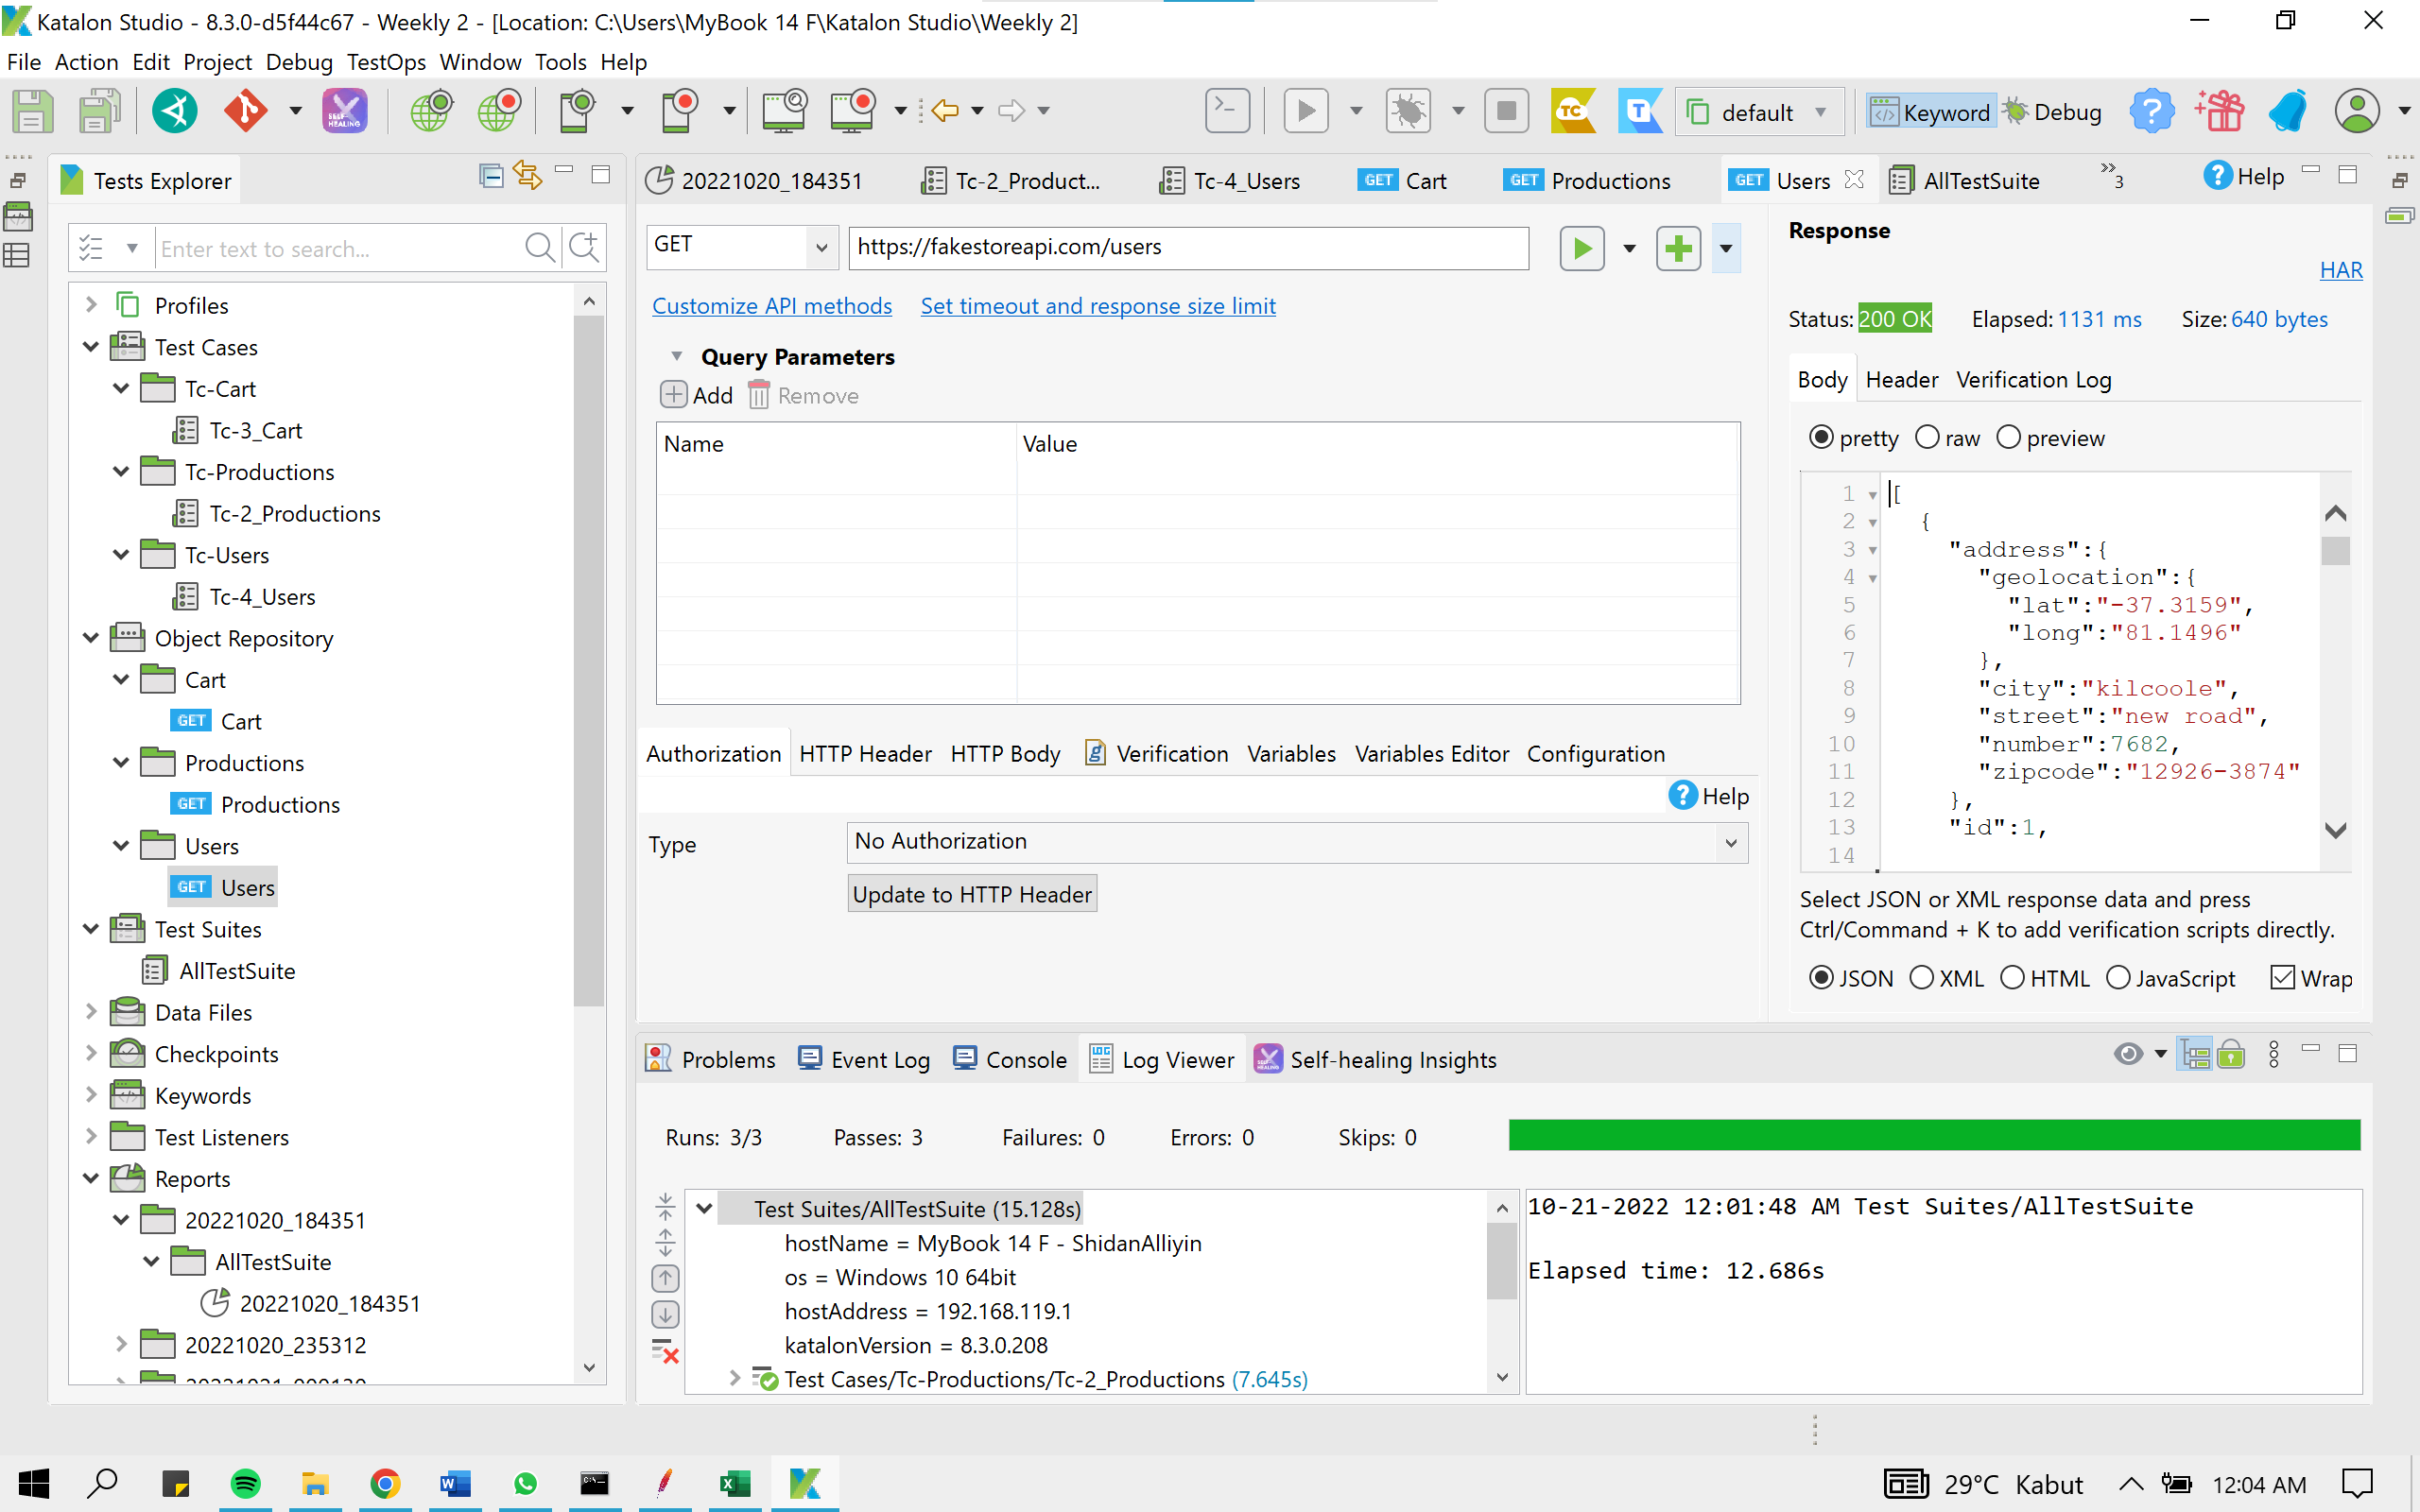 Katalon Studio - 8.3.0-d5f44c67 - Weekly 2 - [Location: C:\Users\MyBook 14 F\Katalon Studio\Weekly 2]
File Action Edit Project Debug TestOps Window Tools Help
SELF HEALING
TC
T
default
Keyword
Debug
Tests Explorer
Enter text to search...
Profiles
Test Cases
Tc-Cart
Tc-3_Cart
Tc-Productions
Tc-2_Productions
Tc-Users
Tc-4_Users
Object Repository
Cart
GET Cart
Productions
GET Productions
Users
GET Users
Test Suites
AllTestSuite
Data Files
Checkpoints
Keywords
Test Listeners
Reports
20221020_184351
AllTestSuite
20221020_184351
20221020_235312
20221020_184351 Tc-2_Product... Tc-4_Users GET Cart GET Productions GET Users AllTestSuite »3 Help
GET https://fakestoreapi.com/users
Customize API methods Set timeout and response size limit
Query Parameters
Add Remove
Name Value
Authorization HTTP Header HTTP Body Verification Variables Variables Editor Configuration
Help
Type No Authorization
Update to HTTP Header
Response
HAR
Status: 200 OK Elapsed: 1131 ms Size: 640 bytes
Body Header Verification Log
pretty raw preview
1 [
2 {
3 "address":{
4 "geolocation":{
5 "lat":"-37.3159",
6 "long":"81.1496"
7 },
8 "city":"kilcoole",
9 "street":"new road",
10 "number":7682,
11 "zipcode":"12926-3874"
12 },
13 "id":1,
14
Select JSON or XML response data and press
Ctrl/Command + K to add verification scripts directly.
JSON XML HTML JavaScript Wrap
Problems Event Log Console Log Viewer Self-healing Insights
Runs: 3/3 Passes: 3 Failures: 0 Errors: 0 Skips: 0
Test Suites/AllTestSuite (15.128s)
hostName = MyBook 14 F - ShidanAlliyin
os = Windows 10 64bit
hostAddress = 192.168.119.1
katalonVersion = 8.3.0.208
Test Cases/Tc-Productions/Tc-2_Productions (7.645s)
10-21-2022 12:01:48 AM Test Suites/AllTestSuite
Elapsed time: 12.686s
29°C Kabut 12:04 AM